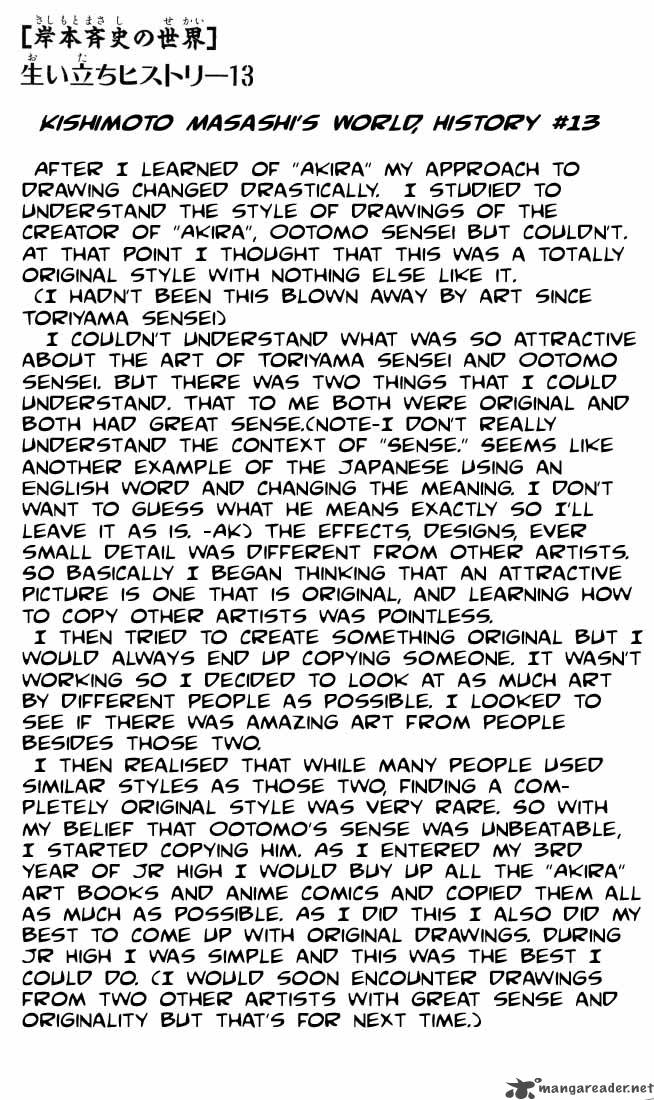 きしもとまさし せかい
[岸本斉史の世界]
お た
生い立ちヒストリー13
KISHIMOTO MASASHI'S WORLD, HISTORY #13
AFTER I LEARNED OF "AKIRA" MY APPROACH TO
DRAWING CHANGED DRASTICALLY. I STUDIED TO
UNDERSTAND THE STYLE OF DRAWINGS OF THE
CREATOR OF "AKIRA", OOTOMO SENSEI BUT COULDN'T.
AT THAT POINT I THOUGHT THAT THIS WAS A TOTALLY
ORIGINAL STYLE WITH NOTHING ELSE LIKE IT.
(I HADN'T BEEN THIS BLOWN AWAY BY ART SINCE
TORIYAMA SENSEI)
I COULDN'T UNDERSTAND WHAT WAS SO ATTRACTIVE
ABOUT THE ART OF TORIYAMA SENSEI AND OOTOMO
SENSEI. BUT THERE WAS TWO THINGS THAT I COULD
UNDERSTAND. THAT TO ME BOTH WERE ORIGINAL AND
BOTH HAD GREAT SENSE.(NOTE-I DON'T REALLY
UNDERSTAND THE CONTEXT OF "SENSE." SEEMS LIKE
ANOTHER EXAMPLE OF THE JAPANESE USING AN
ENGLISH WORD AND CHANGING THE MEANING. I DON'T
WANT TO GUESS WHAT HE MEANS EXACTLY SO I'LL
LEAVE IT AS IS. -AK) THE EFFECTS, DESIGNS, EVER
SMALL DETAIL WAS DIFFERENT FROM OTHER ARTISTS.
SO BASICALLY I BEGAN THINKING THAT AN ATTRACTIVE
PICTURE IS ONE THAT IS ORIGINAL, AND LEARNING HOW
TO COPY OTHER ARTISTS WAS POINTLESS.
I THEN TRIED TO CREATE SOMETHING ORIGINAL BUT I
WOULD ALWAYS END UP COPYING SOMEONE. IT WASN'T
WORKING SO I DECIDED TO LOOK AT AS MUCH ART
BY DIFFERENT PEOPLE AS POSSIBLE. I LOOKED TO
SEE IF THERE WAS AMAZING ART FROM PEOPLE
BESIDES THOSE TWO.
I THEN REALISED THAT WHILE MANY PEOPLE USED
SIMILAR STYLES AS THOSE TWO, FINDING A COM-
PLETELY ORIGINAL STYLE WAS VERY RARE. SO WITH
MY BELIEF THAT OOTOMO'S SENSE WAS UNBEATABLE,
I STARTED COPYING HIM. AS I ENTERED MY 3RD
YEAR OF JR HIGH I WOULD BUY UP ALL THE "AKIRA"
ART BOOKS AND ANIME COMICS AND COPIED THEM ALL
AS MUCH AS POSSIBLE. AS I DID THIS I ALSO DID MY
BEST TO COME UP WITH ORIGINAL DRAWINGS. DURING
JR HIGH I WAS SIMPLE AND THIS WAS THE BEST I
COULD DO. (I WOULD SOON ENCOUNTER DRAWINGS
FROM TWO OTHER ARTISTS WITH GREAT SENSE AND
ORIGINALITY BUT THAT'S FOR NEXT TIME.)
mangareader.net